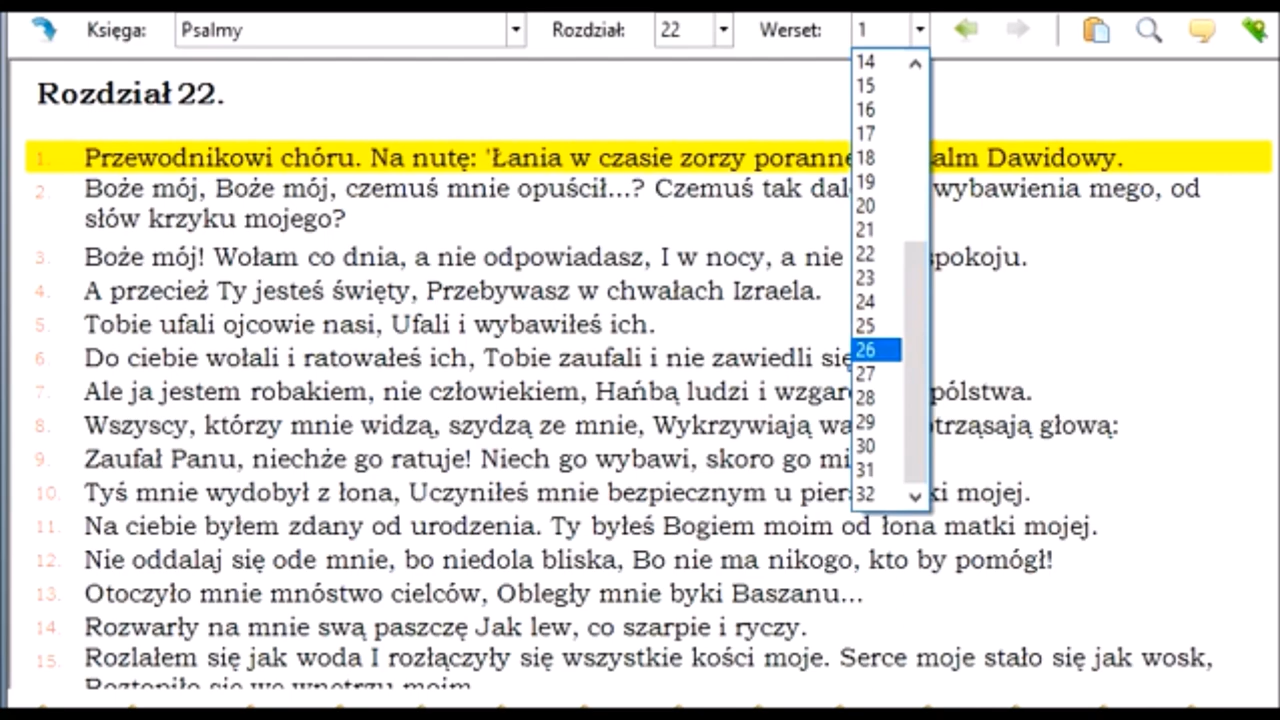 Księga: Psalmy Rozdział: 22 Werset: 1
14
15
16
17
18
19
20
21
22
23
24
25
26
27
28
29
30
31
32
Rozdział 22.
1. Przewodnikowi chóru. Na nutę: 'Łania w czasie zorzy poranne alm Dawidowy.
2. Boże mój, Boże mój, czemuś mnie opuścił...? Czemuś tak dal wybawienia mego, od
słów krzyku mojego?
3. Boże mój! Wołam co dnia, a nie odpowiadasz, I w nocy, a nie spokoju.
4. A przecież Ty jesteś święty, Przebywasz w chwałach Izraela.
5. Tobie ufali ojcowie nasi, Ufali i wybawiłeś ich.
6. Do ciebie wołali i ratowałeś ich, Tobie zaufali i nie zawiedli się
7. Ale ja jestem robakiem, nie człowiekiem, Hańbą ludzi i wzgar pólstwa.
8. Wszyscy, którzy mnie widzą, szydzą ze mnie, Wykrzywiają wa otrząsają głową:
9. Zaufał Panu, niechże go ratuje! Niech go wybawi, skoro go mi
10. Tyś mnie wydobył z łona, Uczyniłeś mnie bezpiecznym u pier ki mojej.
11. Na ciebie byłem zdany od urodzenia. Ty byłeś Bogiem moim od łona matki mojej.
12. Nie oddalaj się ode mnie, bo niedola bliska, Bo nie ma nikogo, kto by pomógł!
13. Otoczyło mnie mnóstwo cielców, Obległy mnie byki Baszanu...
14. Rozwarły na mnie swą paszczę Jak lew, co szarpie i ryczy.
15. Rozlałem się jak woda I rozłączyły się wszystkie kości moje. Serce moje stało się jak wosk,
Roztopiło się we wnętrzu moim